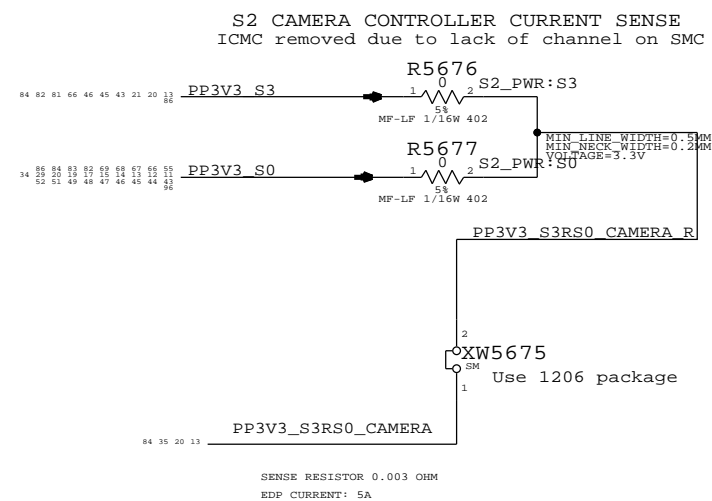 S2 CAMERA CONTROLLER CURRENT SENSE
ICMC removed due to lack of channel on SMC
R5676
84 82 81 66 46 45 43 21 20 13
86
PP3V3_S3
1 0 2
S2_PWR:S3
5%
MF-LF 1/16W 402
R5677
86 84 83 82 69 68 67 66 55
34 29 20 19 17 15 14 13 12 11
52 51 49 48 47 46 45 44 43
96
PP3V3_S0
1 0 2
S2_PWR:S0
5%
MF-LF 1/16W 402
MIN_LINE_WIDTH=0.5MM
MIN_NECK_WIDTH=0.2MM
VOLTAGE=3.3V
PP3V3_S3RS0_CAMERA_R
2
XW5675
SM
Use 1206 package
1
84 35 20 13
PP3V3_S3RS0_CAMERA
SENSE RESISTOR 0.003 OHM
EDP CURRENT: 5A